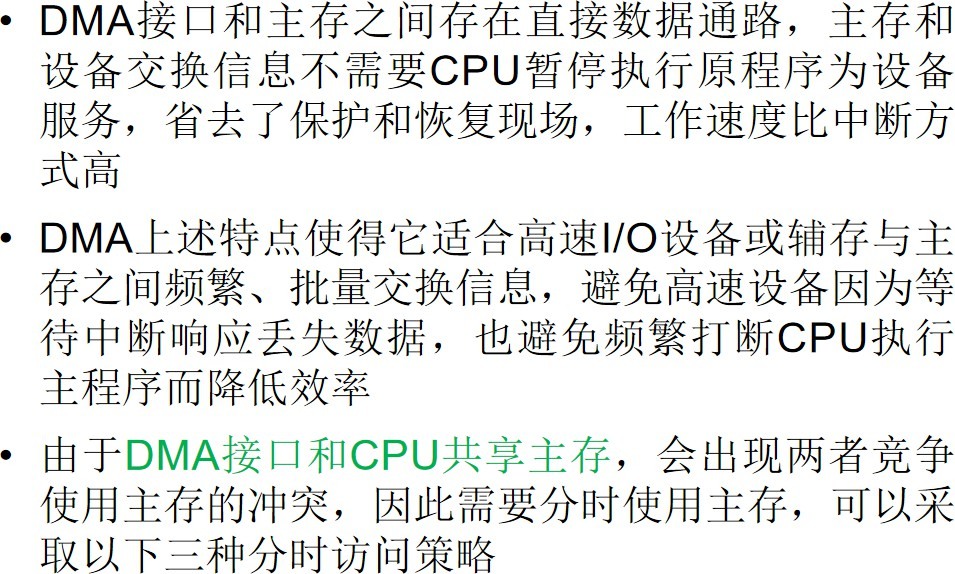 • DMA接口和主存之间存在直接数据通路，主存和
设备交换信息不需要CPU暂停执行原程序为设备
服务，省去了保护和恢复现场，工作速度比中断方
式高
• DMA上述特点使得它适合高速I/O设备或辅存与主
存之间频繁、批量交换信息，避免高速设备因为等
待中断响应丢失数据，也避免频繁打断CPU执行
主程序而降低效率
• 由于DMA接口和CPU共享主存，会出现两者竞争
使用主存的冲突，因此需要分时使用主存，可以采
取以下三种分时访问策略